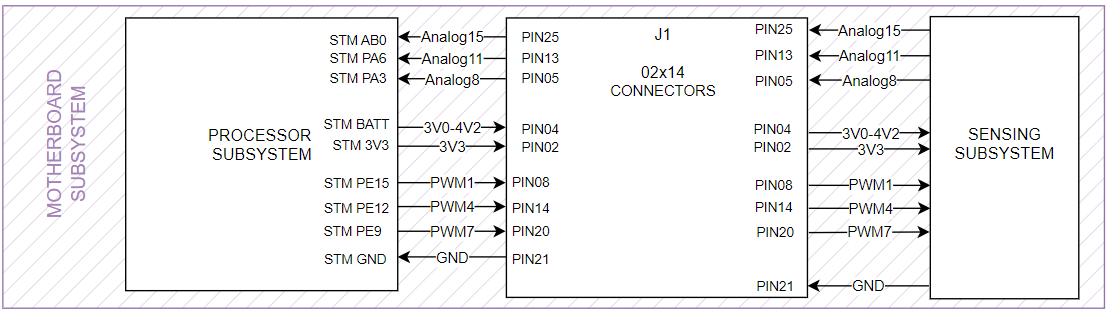 MOTHERBOARD
SUBSYSTEM
PROCESSOR
SUBSYSTEM
STM AB0
STM PA6
STM PA3
STM BATT
STM 3V3
STM PE15
STM PE12
STM PE9
STM GND
Analog15
Analog11
Analog8
3V0-4V2
3V3
PWM1
PWM4
PWM7
GND
PIN25
PIN13
PIN05
PIN04
PIN02
PIN08
PIN14
PIN20
PIN21
J1
02x14
CONNECTORS
PIN25
PIN13
PIN05
PIN04
PIN02
PIN08
PIN14
PIN20
PIN21
Analog15
Analog11
Analog8
3V0-4V2
3V3
PWM1
PWM4
PWM7
GND
SENSING
SUBSYSTEM